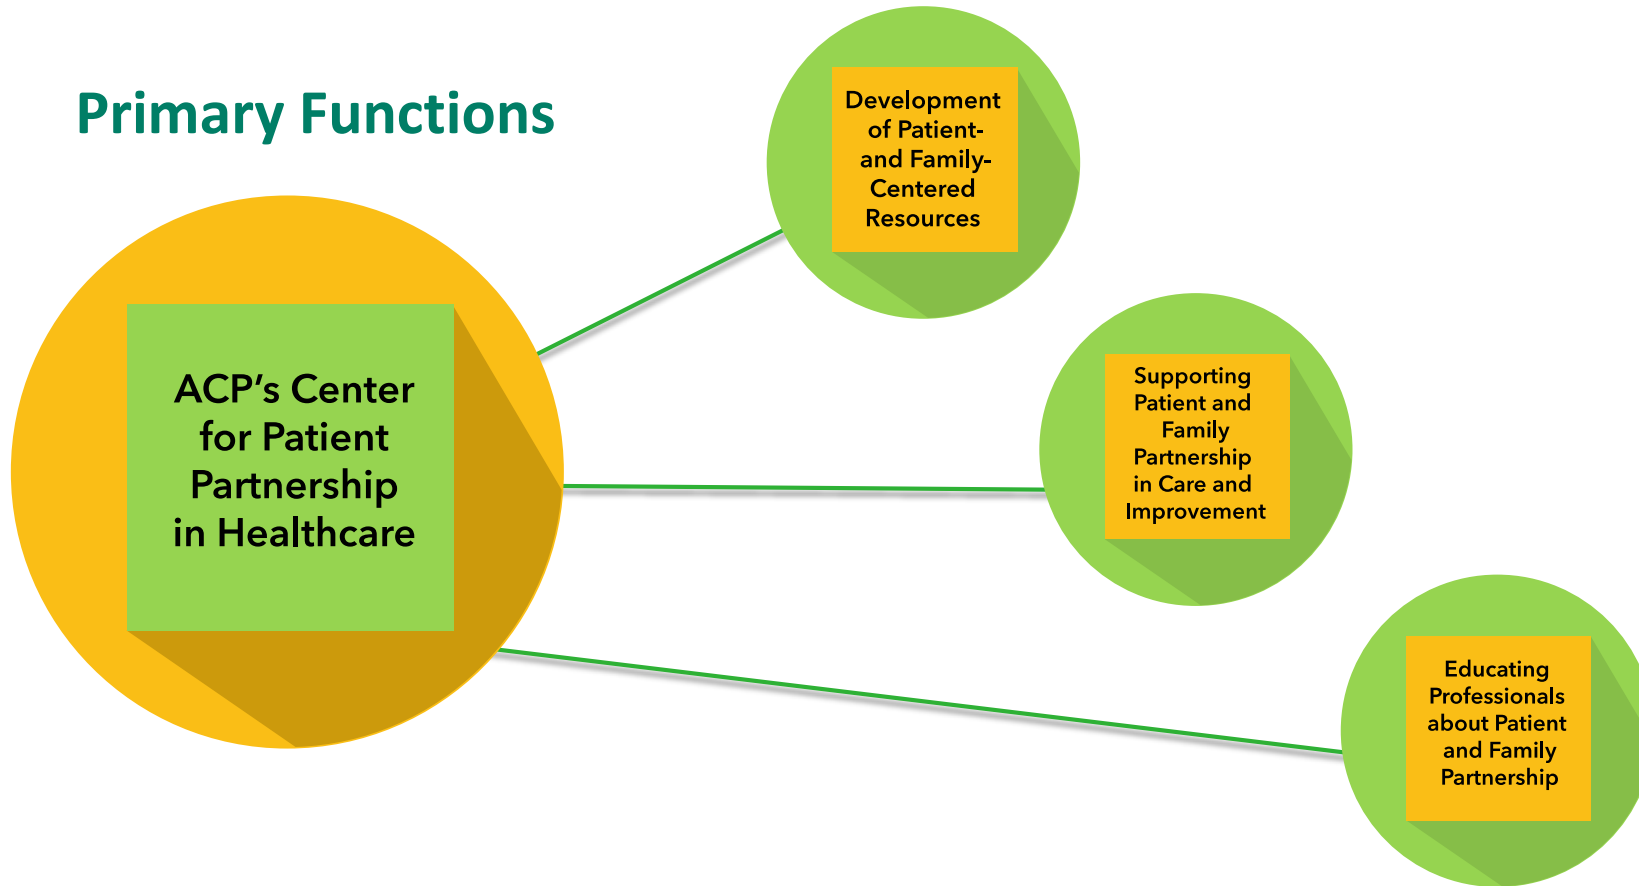 Primary Functions
Development
of Patient-
and Family-
Centered
Resources
ACP’s Center
for Patient
Partnership
in Healthcare
Supporting
Patient and
Family
Partnership
in Care and
Improvement
Educating
Professionals
about Patient
and Family
Partnership